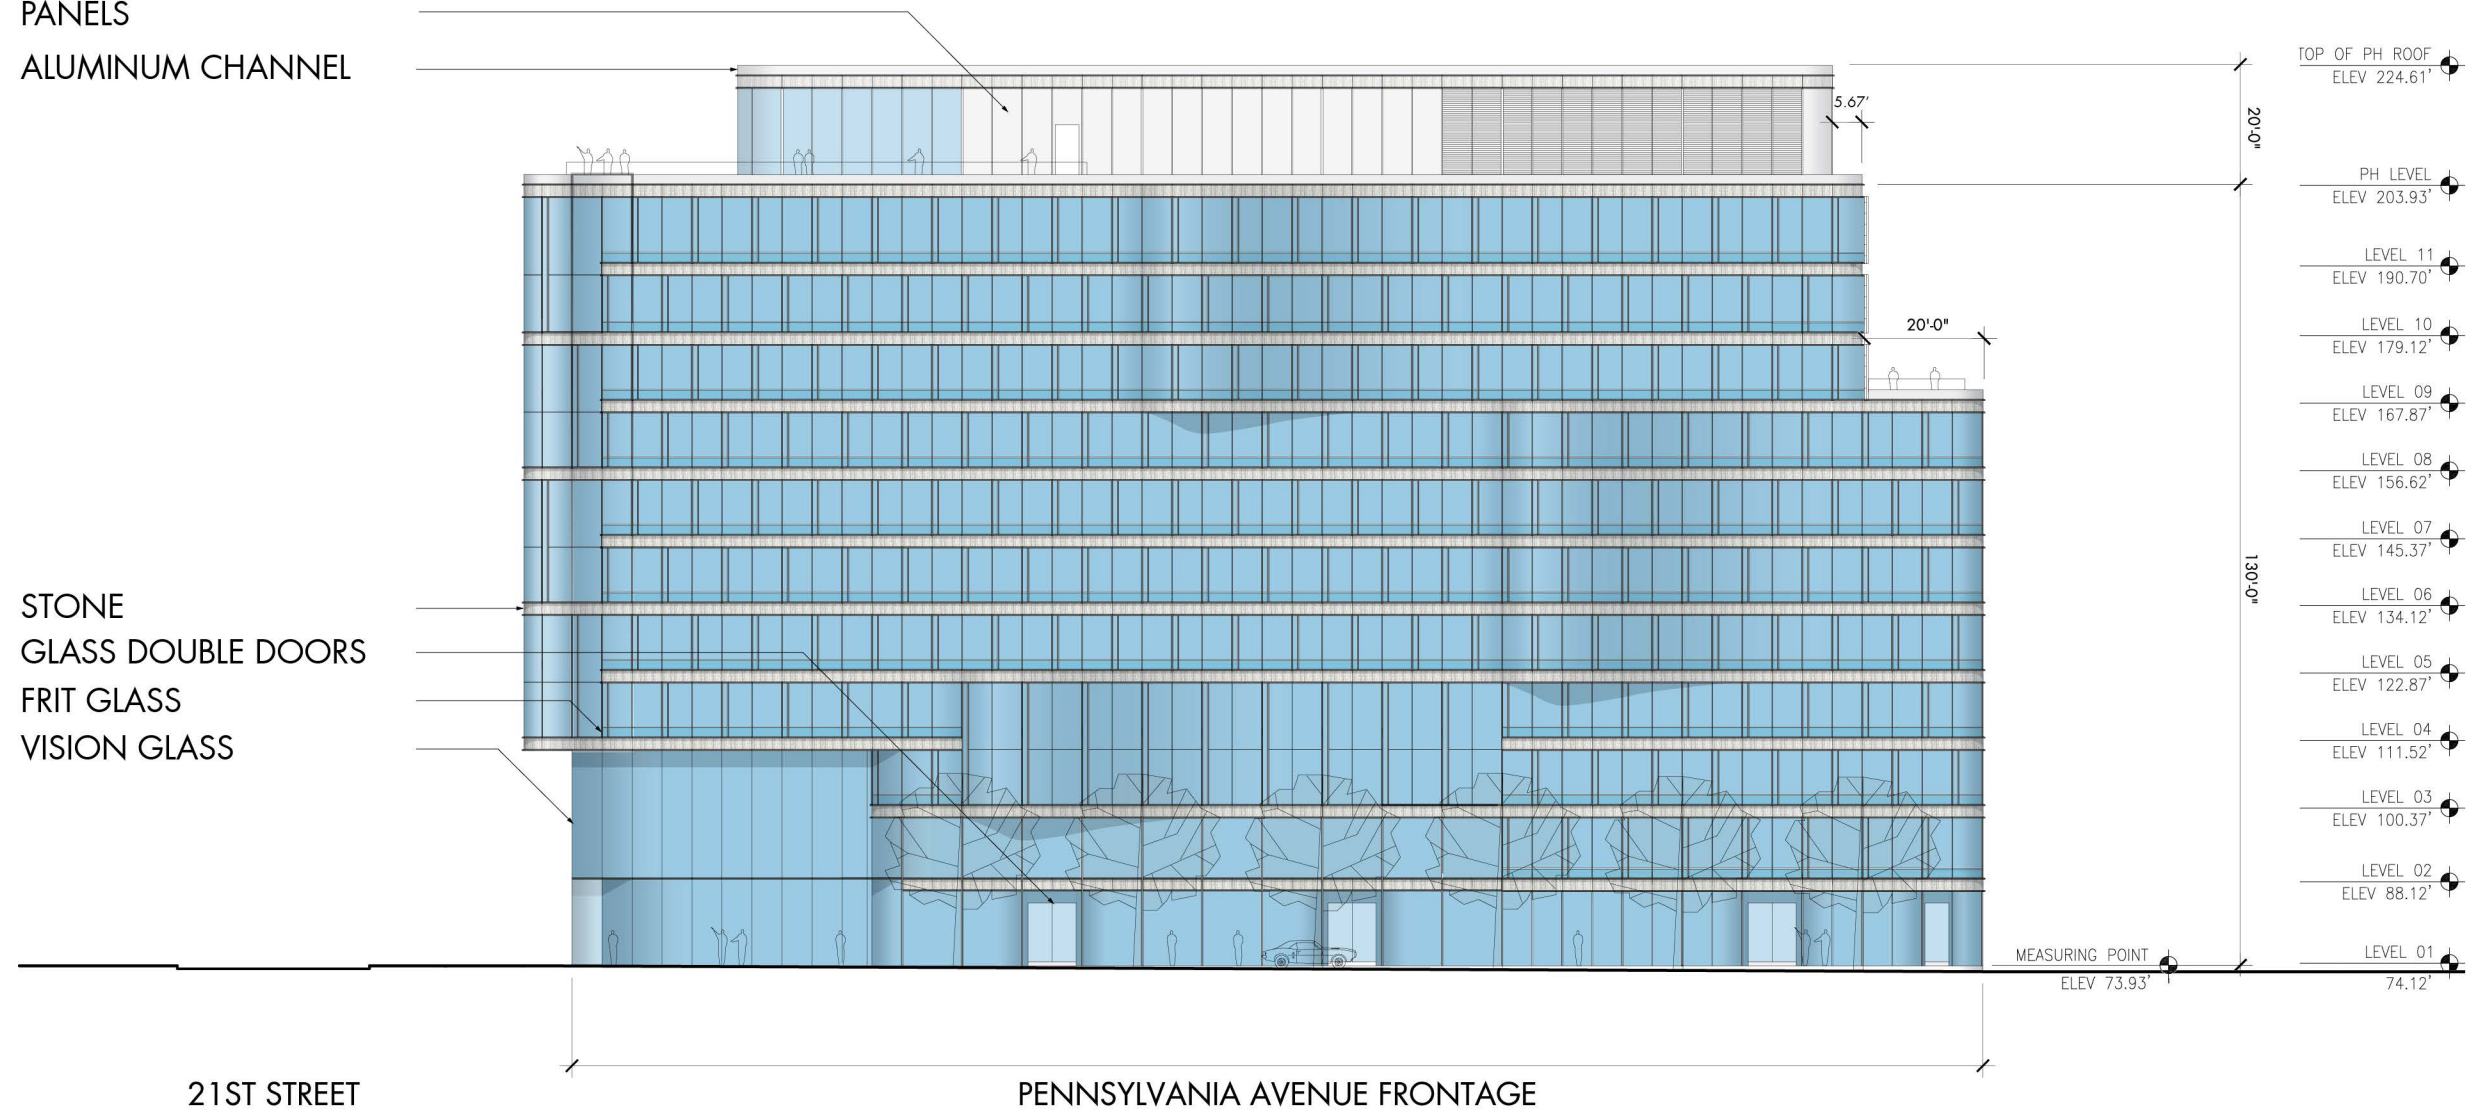 PANELS
ALUMINUM CHANNEL
STONE
GLASS DOUBLE DOORS
FRIT GLASS
VISION GLASS
5.67'
20'-0"
20'-0"
130'-0"
TOP OF PH ROOF
ELEV 224.61'
PH LEVEL
ELEV 203.93'
LEVEL 11
ELEV 190.70'
LEVEL 10
ELEV 179.12'
LEVEL 09
ELEV 167.87'
LEVEL 08
ELEV 156.62'
LEVEL 07
ELEV 145.37'
LEVEL 06
ELEV 134.12'
LEVEL 05
ELEV 122.87'
LEVEL 04
ELEV 111.52'
LEVEL 03
ELEV 100.37'
LEVEL 02
ELEV 88.12'
LEVEL 01
74.12'
MEASURING POINT
ELEV 73.93'
21ST STREET
PENNSYLVANIA AVENUE FRONTAGE